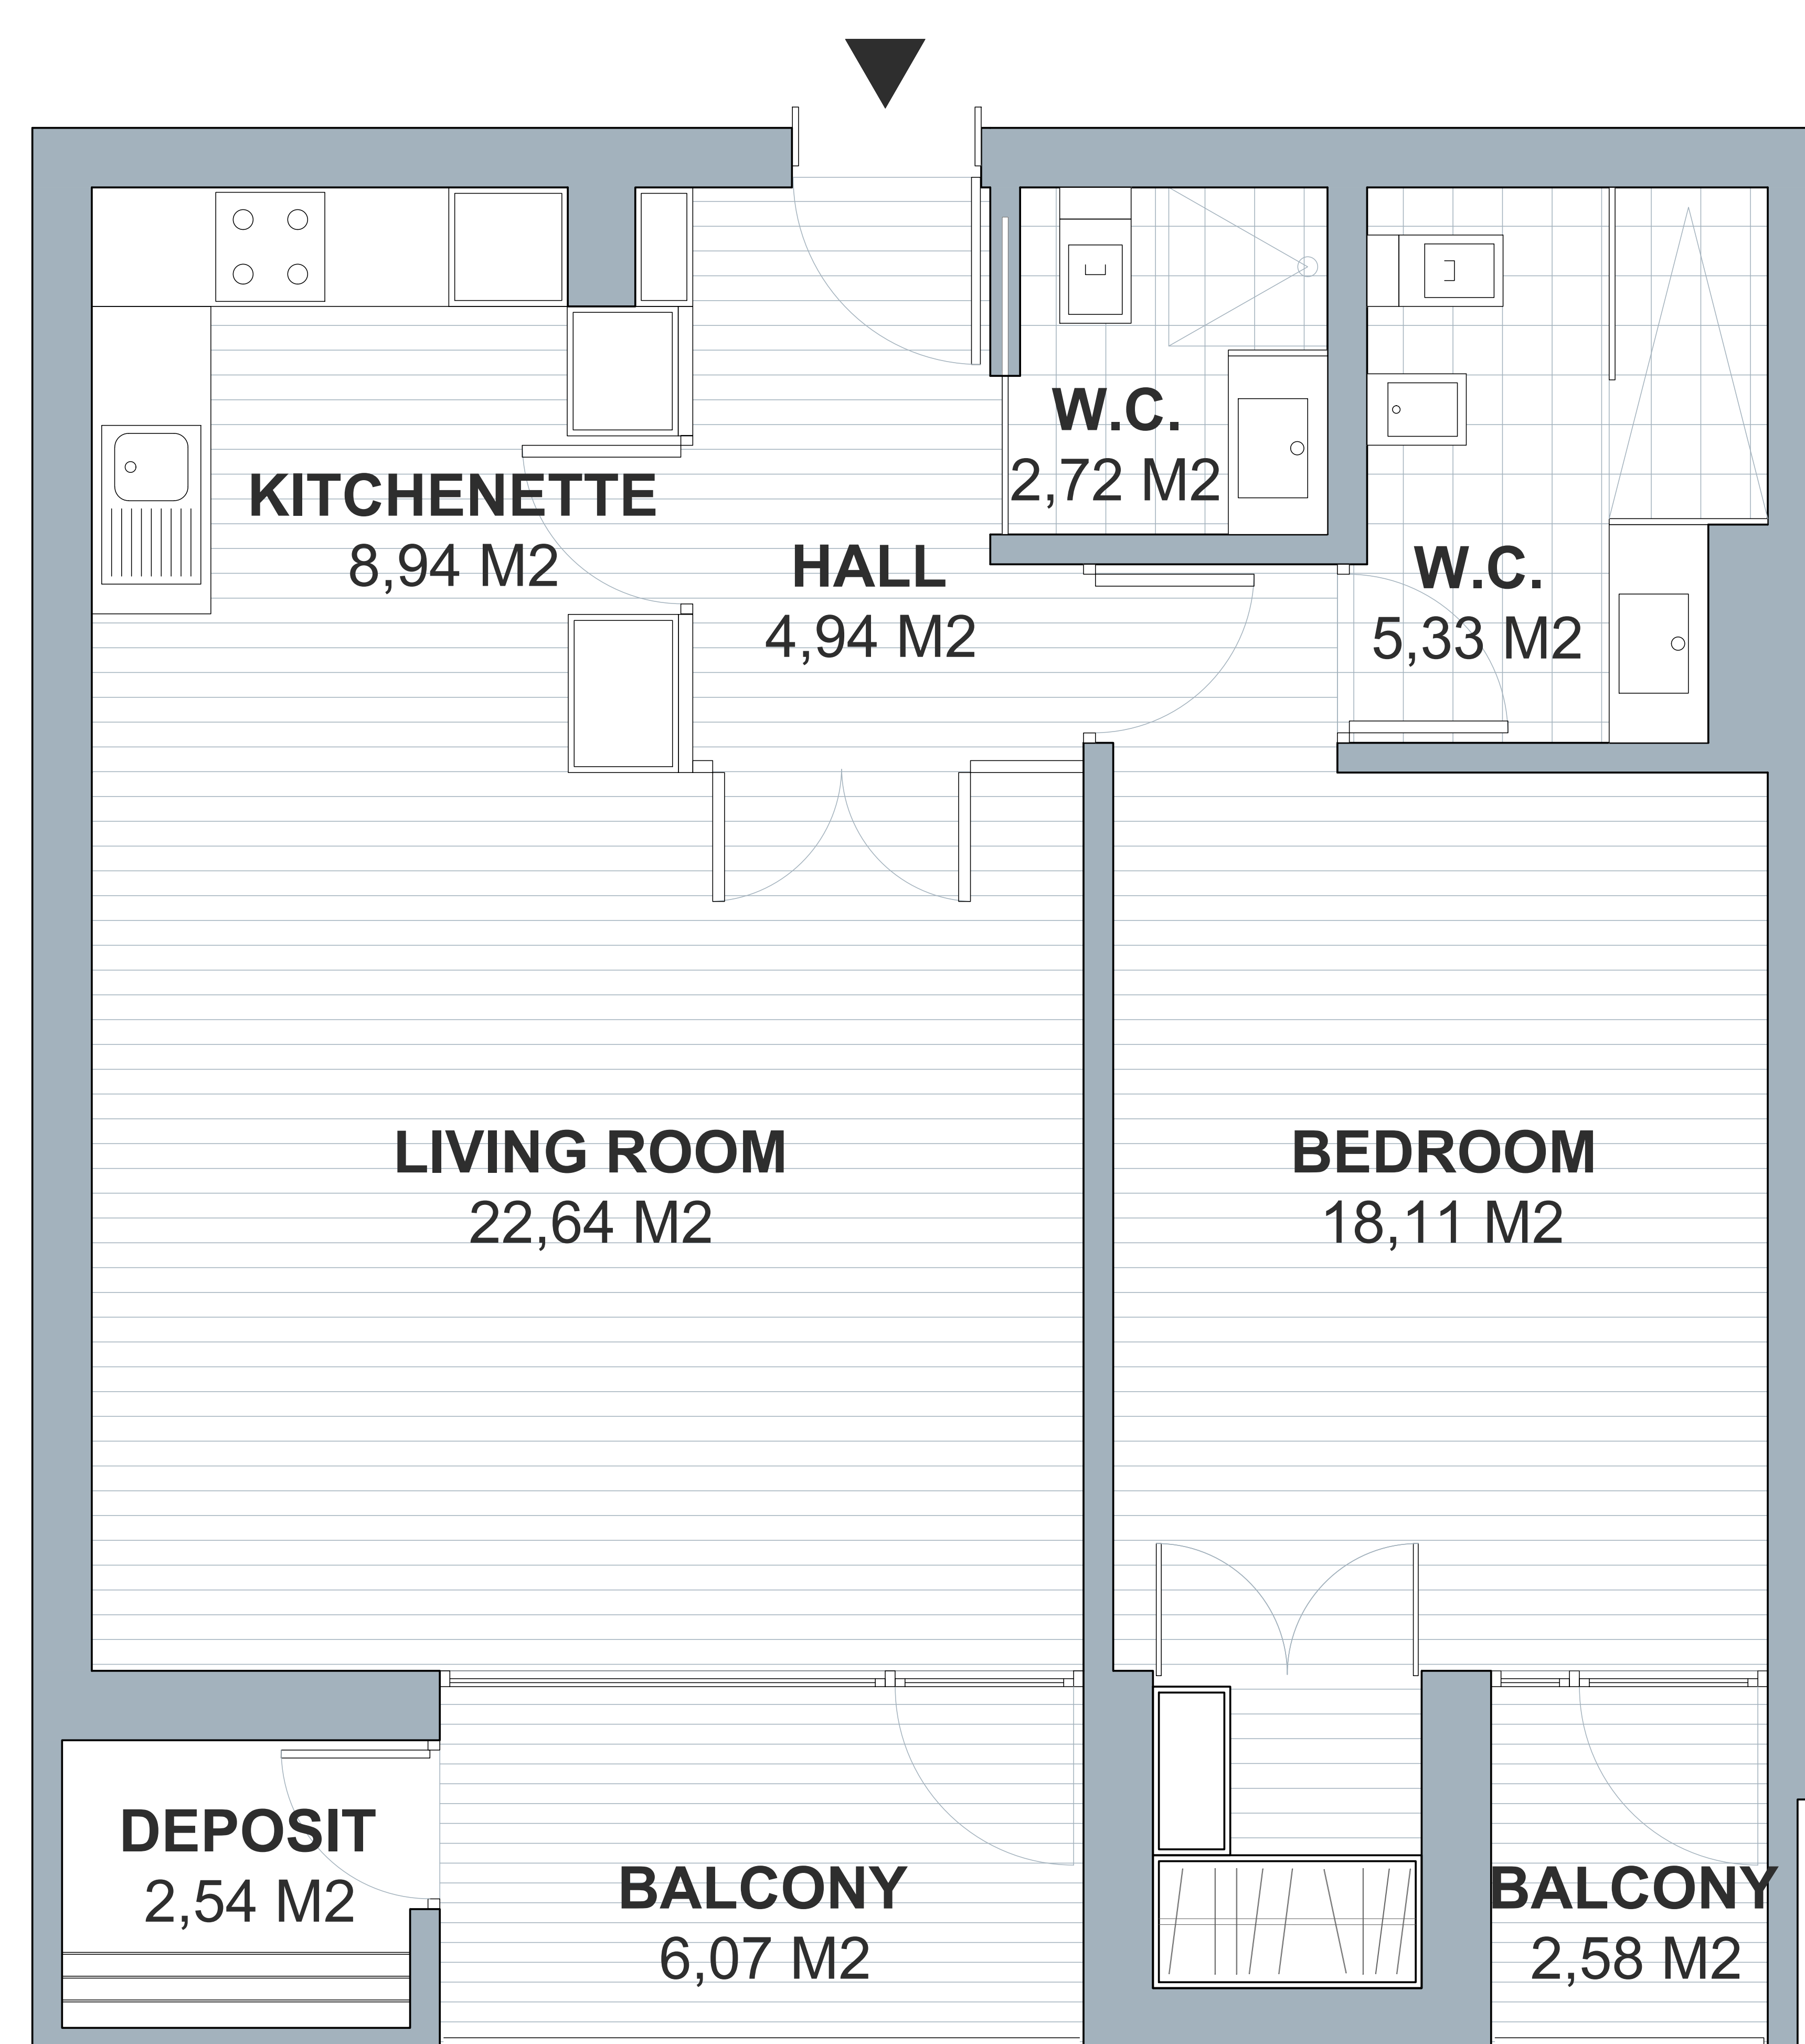 W.C.
2,72 M2
KITCHENETTE
8,94 M2
HALL
4,94 M2
W.C.
5,33 M2
LIVING ROOM
22,64 M2
BEDROOM
18,11 M2
DEPOSIT
2,54 M2
BALCONY
6,07 M2
BALCONY
2,58 M2